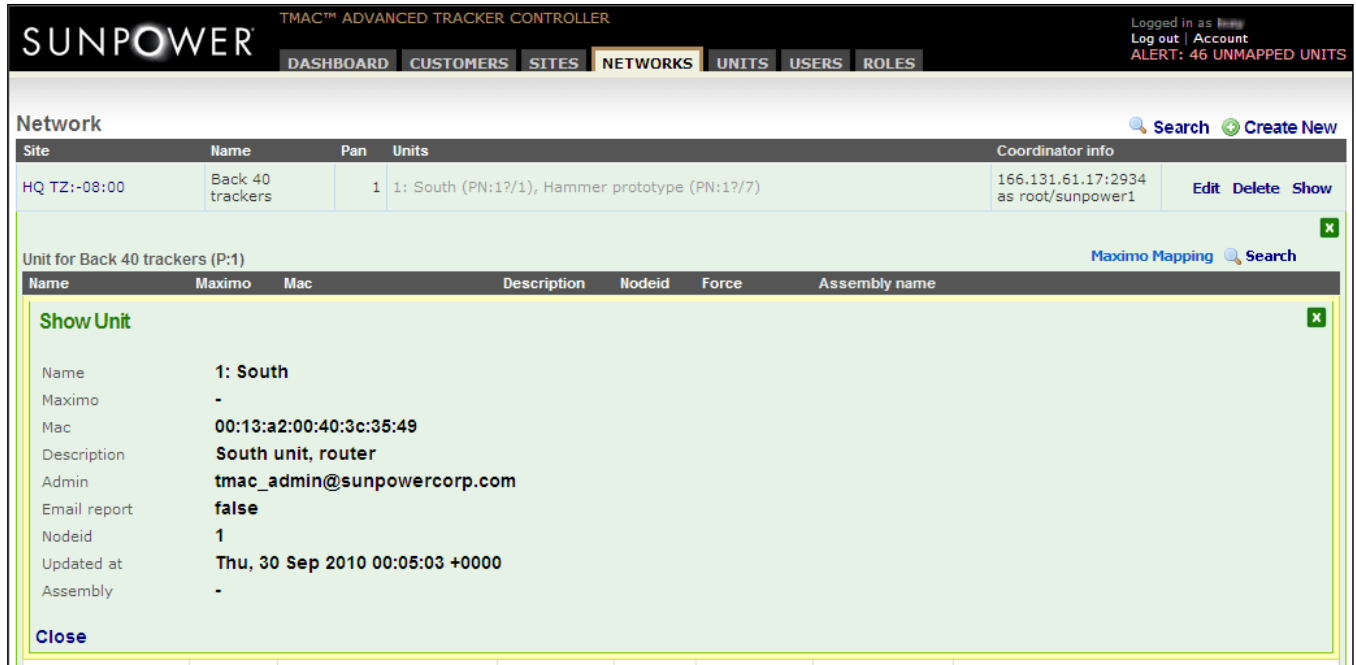 SUNPOWER
TMAC™ ADVANCED TRACKER CONTROLLER
Logged in as
Log out | Account
ALERT: 46 UNMAPPED UNITS
DASHBOARD CUSTOMERS SITES NETWORKS UNITS USERS ROLES
Network
Search Create New
Site Name Pan Units Coordinator info
HQ TZ:-08:00 Back 40 trackers 1 1: South (PN:1?/1), Hammer prototype (PN:1?/7) 166.131.61.17:2934 as root/sunpower1 Edit Delete Show
X
Unit for Back 40 trackers (P:1) Maximo Mapping Search
Name Maximo Mac Description Nodeid Force Assembly name
Show Unit X
Name 1: South
Maximo -
Mac 00:13:a2:00:40:3c:35:49
Description South unit, router
Admin tmac_admin@sunpowercorp.com
Email report false
Nodeid 1
Updated at Thu, 30 Sep 2010 00:05:03 +0000
Assembly -
Close